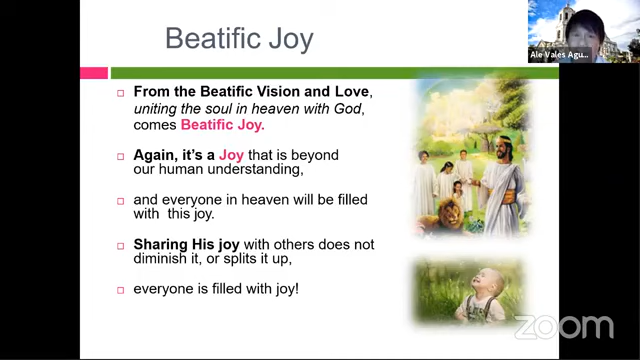 Beatific Joy
Ale Vales Agu...
From the Beatific Vision and Love,
uniting the soul in heaven with God,
comes Beatific Joy.
Again, it's a Joy that is beyond
our human understanding,
and everyone in heaven will be filled
with this joy.
Sharing His joy with others does not
diminish it, or splits it up,
everyone is filled with joy!
zoom